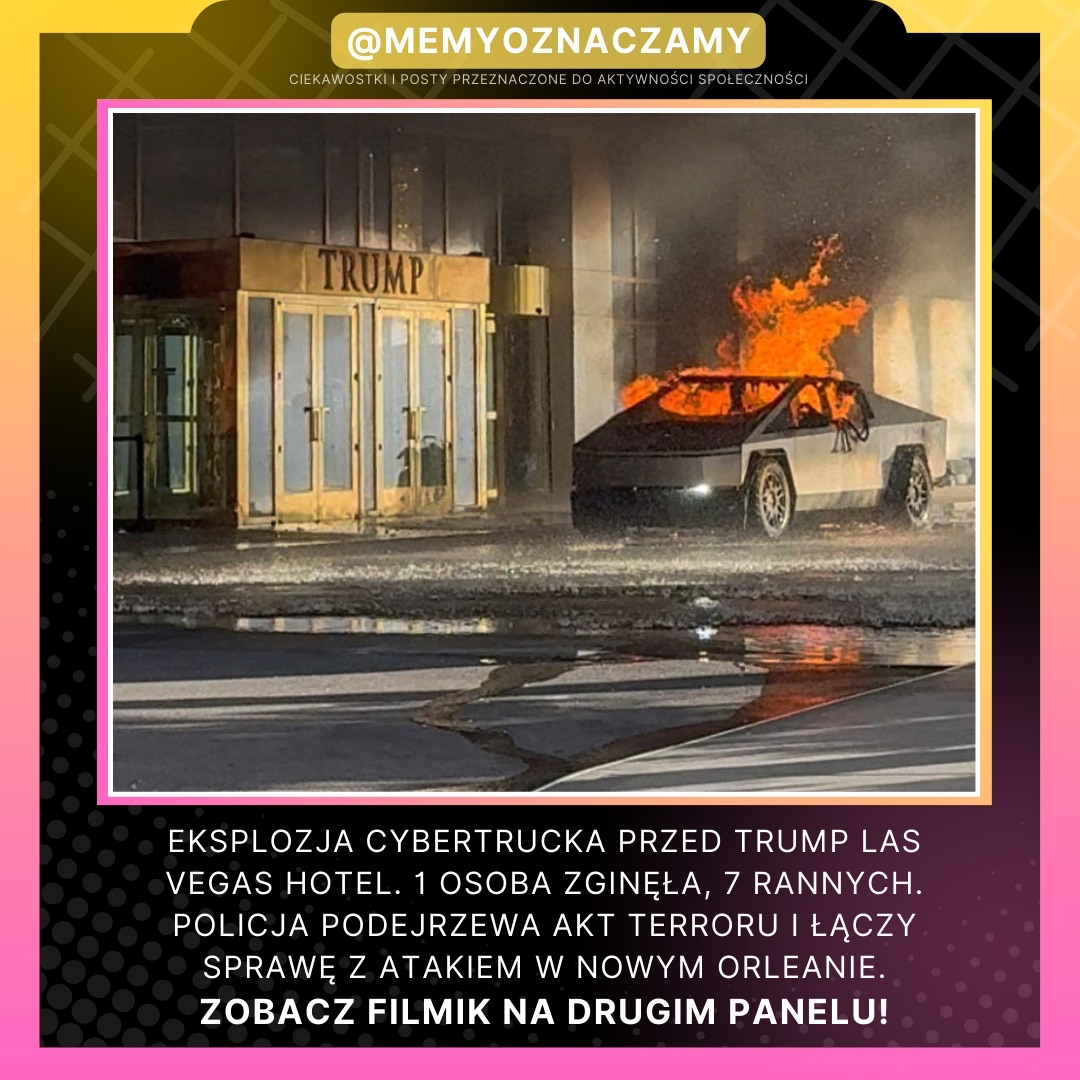 @MEMYOZNACZAMY
CIEKAWOSTKI I POSTY PRZEZNACZONE DO AKTYWNOŚCI SPOŁECZNOŚCI
TRUMP
EKSPLOZJA CYBERTRUCKA PRZED TRUMP LAS
VEGAS HOTEL. 1 OSOBA ZGINĘŁA, 7 RANNYCH.
POLICJA PODEJRZEWA AKT TERRORU I ŁĄCZY
SPRAWĘ Z ATAKIEM W NOWYM ORLEANIE.
ZOBACZ FILMIK NA DRUGIM PANELU!